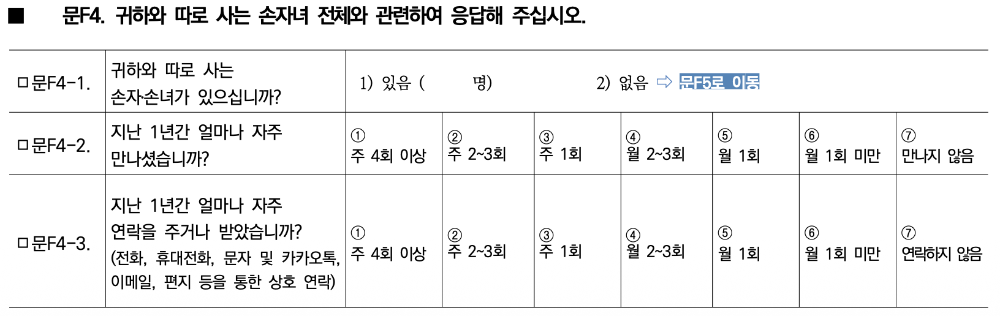 ■ 문F4. 귀하와 따로 사는 손자녀 전체와 관련하여 응답해 주십시오.
□문F4-1. 귀하와 따로 사는
손자·손녀가 있으십니까?
1) 있음 ( 명) 2) 없음 ⇨ 문F5로 이동
□문F4-2. 지난 1년간 얼마나 자주
만나셨습니까?
① ② ③ ④ ⑤ ⑥ ⑦
주 4회 이상 주 2~3회 주 1회 월 2~3회 월 1회 월 1회 미만 만나지 않음
□문F4-3. 지난 1년간 얼마나 자주
연락을 주거나 받았습니까?
(전화, 휴대전화, 문자 및 카카오톡,
이메일, 편지 등을 통한 상호 연락)
① ② ③ ④ ⑤ ⑥ ⑦
주 4회 이상 주 2~3회 주 1회 월 2~3회 월 1회 월 1회 미만 연락하지 않음